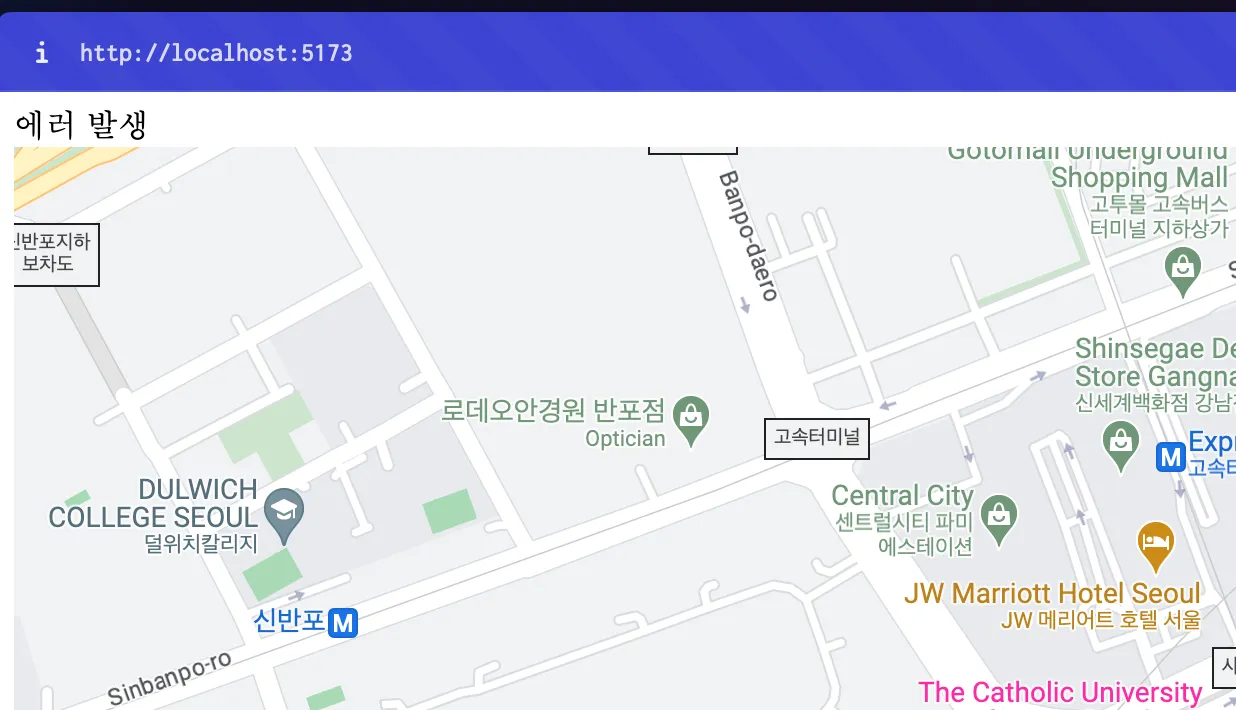 http://localhost:5173
에러 발생
Gotomall Underground
Shopping Mall
고투몰 고속버스
터미널 지하상가
Banpo-daero
신반포지하
보차도
Shinsegae De
Store Gangna
신세계백화점 강남점
로데오안경원 반포점
Optician
고속터미널
M
Expr
고속터
DULWICH
COLLEGE SEOUL
덜위치칼리지
Central City
센트럴시티 파미
에스테이션
JW Marriott Hotel Seoul
JW 메리어트 호텔 서울
신반포 M
Sinbanpo-ro
The Catholic University